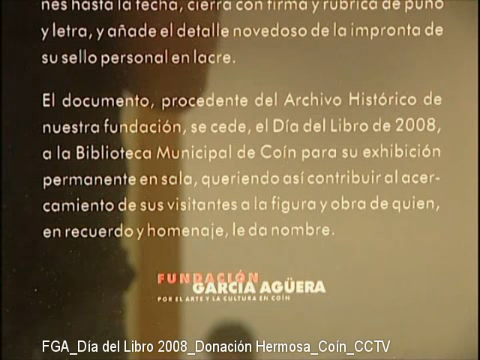 nes hasta la fecha, cierra con firma y rúbrica de puño
y letra, y añade el detalle novedoso de la impronta de
su sello personal en lacre.
El documento, procedente del Archivo Histórico de
nuestra fundación, se cede, el Día del Libro de 2008,
a la Biblioteca Municipal de Coín para su exhibición
permanente en sala, queriendo así contribuir al acer-
camiento de sus visitantes a la figura y obra de quien,
en recuerdo y homenaje, le da nombre.
FUNDACIÓN
GARCÍA AGÜERA
POR EL ARTE Y LA CULTURA EN COÍN
FGA_Día del Libro 2008_Donación Hermosa_Coín_CCTV